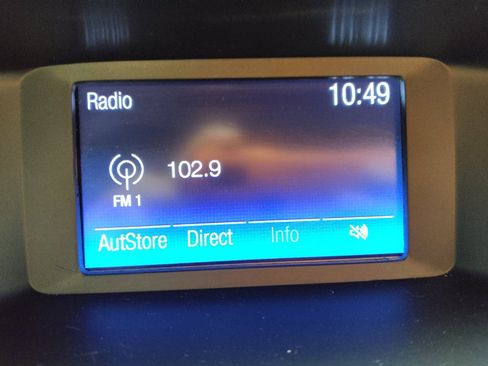 Radio 10:49
102.9
FM 1
AutStore Direct Info